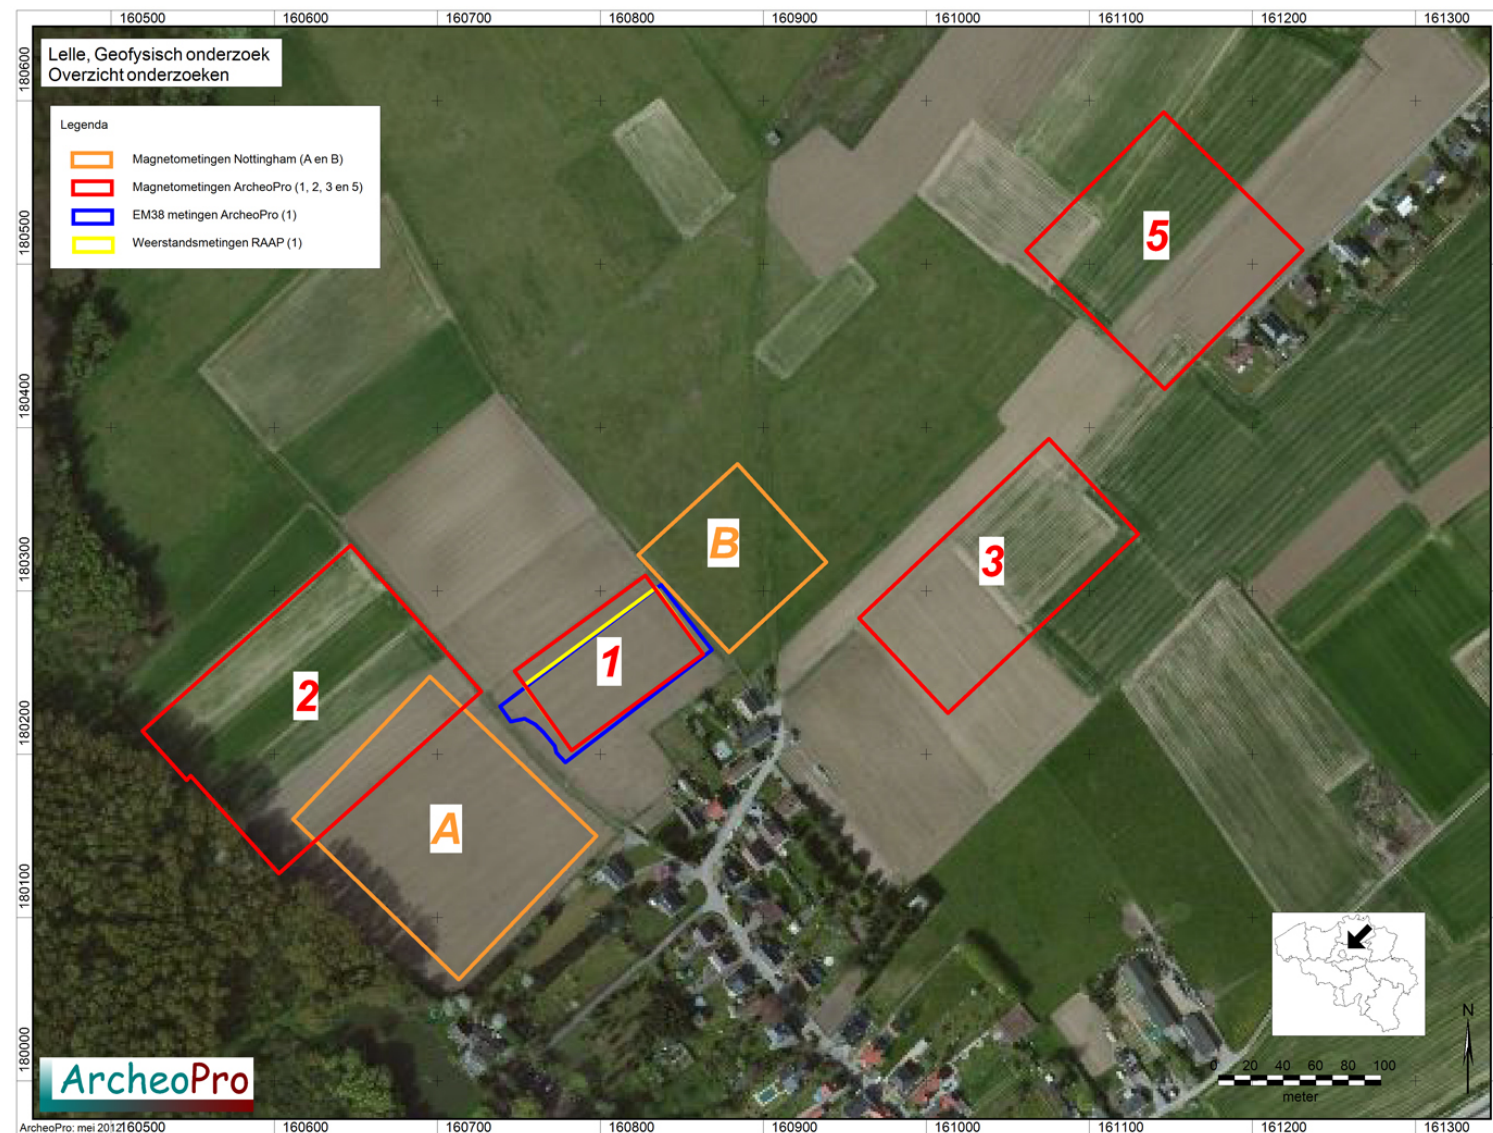 160500 160600 160700 160800 160900 161000 161100 161200 161300
180600
180500
180400
180300
180200
180100
180000
Lelle, Geofysisch onderzoek
Overzicht onderzoeken
Legenda
Magnetometingen Nottingham (A en B)
Magnetometingen ArcheoPro (1, 2, 3 en 5)
EM38 metingen ArcheoPro (1)
Weerstandsmetingen RAAP (1)
5
B
3
1
2
A
N
0 20 40 60 80 100
meter
ArcheoPro
ArcheoPro: mei 2012
160500 160600 160700 160800 160900 161000 161100 161200 161300